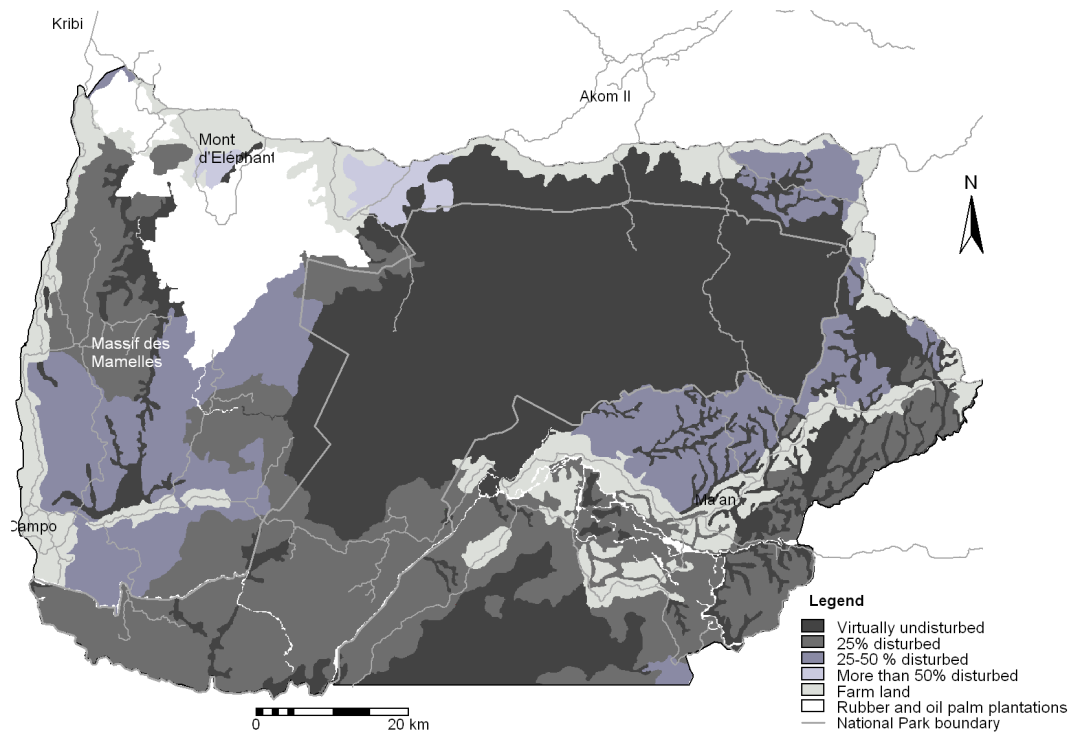 Kribi
Akom II
Mont
d'Eléphant
N
Massif des
Mamelles
Ma'an
Campo
Legend
Virtually undisturbed
25% disturbed
25-50 % disturbed
More than 50% disturbed
Farm land
Rubber and oil palm plantations
National Park boundary
0 20 km